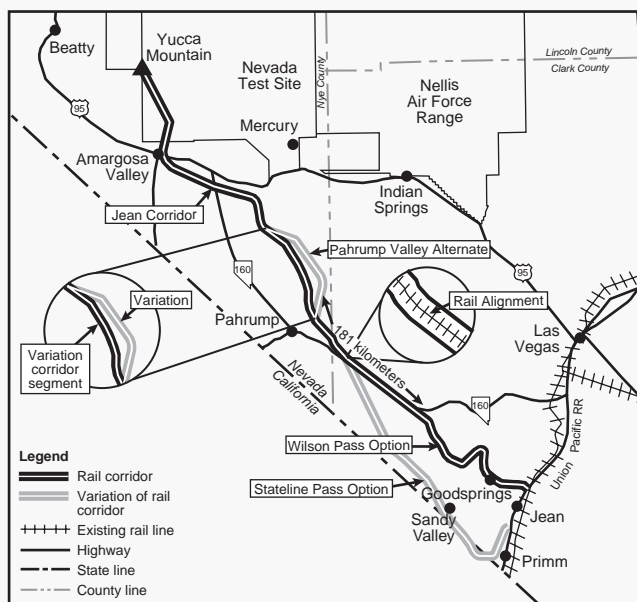 Beatty
Yucca
Mountain
Nevada
Test Site
Nye County
Lincoln County
Clark County
Nellis
Air Force
Range
95
Mercury
Amargosa
Valley
Indian
Springs
Jean Corridor
Pahrump Valley Alternate
95
160
Variation
Rail Alignment
Pahrump
181 kilometers
Las
Vegas
Variation
corridor
segment
Nevada
California
160
Union Pacific RR
Wilson Pass Option
Stateline Pass Option
Goodsprings
Sandy
Valley
Jean
Primm
Legend
Rail corridor
Variation of rail
corridor
Existing rail line
Highway
State line
County line